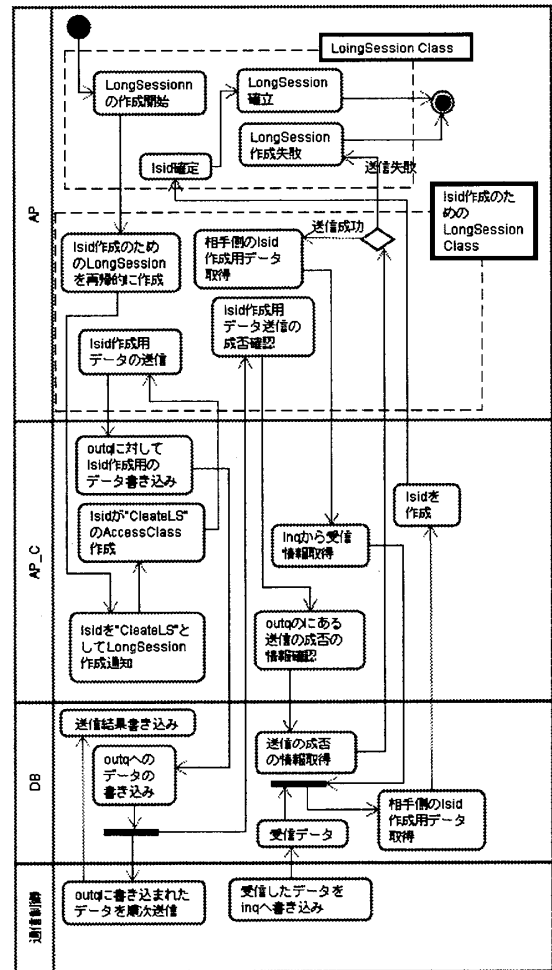 LoingSession Class
LongSessionn
の作成開始
LongSession
確立
LongSession
作成失敗
lsid確定
送信失敗
AP
lsid作成のため
の
LongSession
Class
lsid作成のため
のLongSession
を再帰的に作成
相手側のlsid
作成用データ
取得
送信成功
lsid作成用
データの送信
lsid作成用
データ送信の
成否確認
AP_C
outqに対して
lsid作成用の
データ書き込み
lsidが"CleateLS"
のAccessClass
作成
lsidを"CleateLS"と
してLongSession
作成通知
inqから受信
情報取得
lsidを
作成
outqのにある
送信の成否の
情報確認
DB
送信結果書き込み
outqへの
データの
書き込み
送信の成否
の情報取得
受信データ
相手側のlsid
作成用データ
取得
通信制御
outqに書き込まれた
データを順次送信
受信したデータを
inqへ書き込み